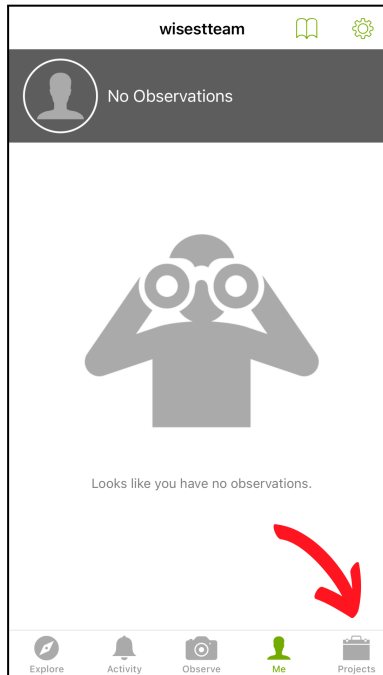 wisestteam
No Observations
Looks like you have no observations.
Explore Activity Observe Me Projects